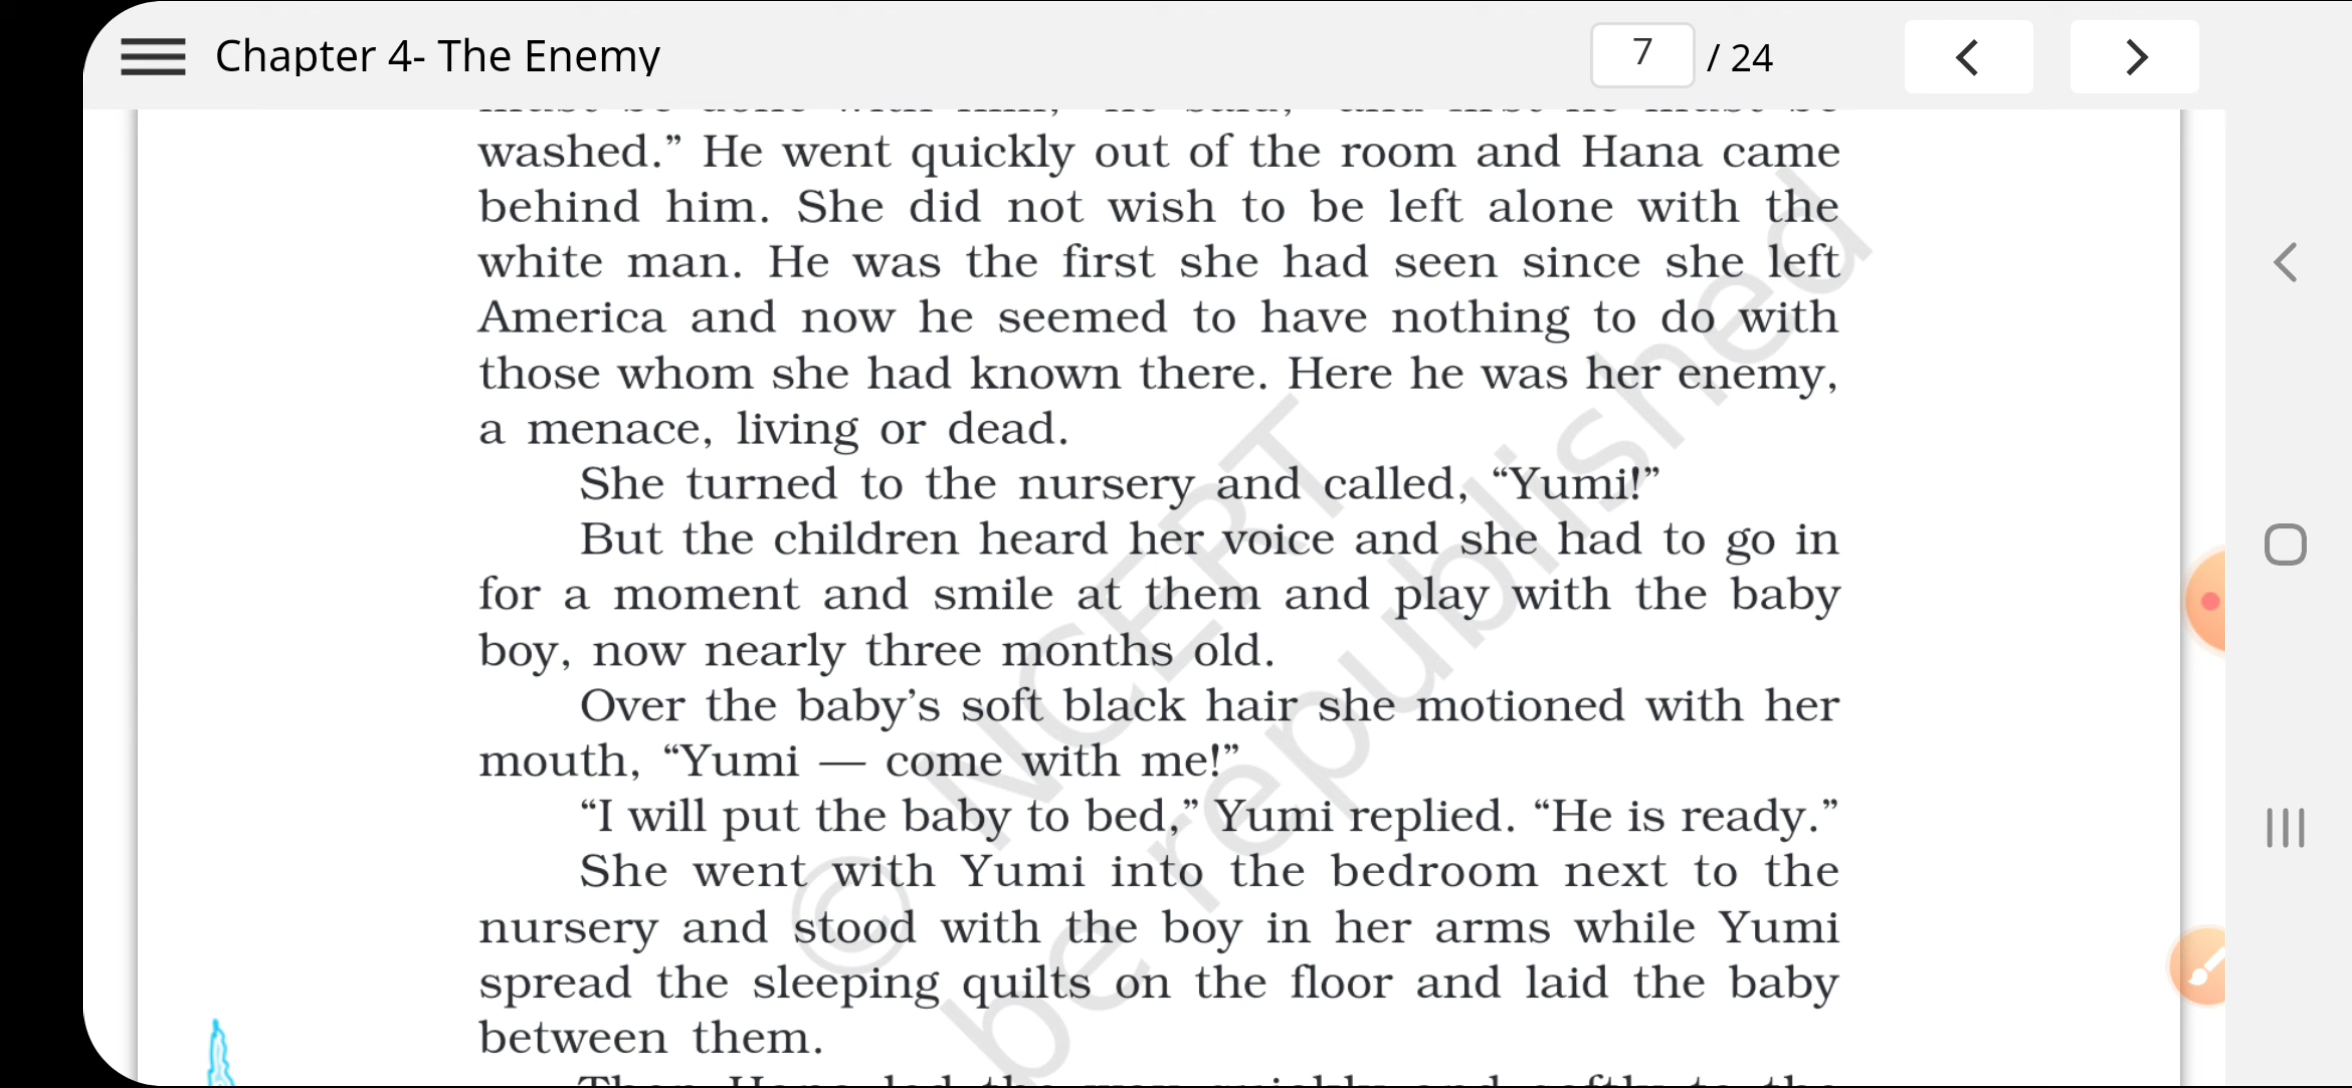 Chapter 4- The Enemy
7 / 24
washed.” He went quickly out of the room and Hana came
behind him. She did not wish to be left alone with the
white man. He was the first she had seen since she left
America and now he seemed to have nothing to do with
those whom she had known there. Here he was her enemy,
a menace, living or dead.
She turned to the nursery and called, “Yumi!”
But the children heard her voice and she had to go in
for a moment and smile at them and play with the baby
boy, now nearly three months old.
Over the baby’s soft black hair she motioned with her
mouth, “Yumi — come with me!”
“I will put the baby to bed,” Yumi replied. “He is ready.”
She went with Yumi into the bedroom next to the
nursery and stood with the boy in her arms while Yumi
spread the sleeping quilts on the floor and laid the baby
between them.
© NCERT
be republished